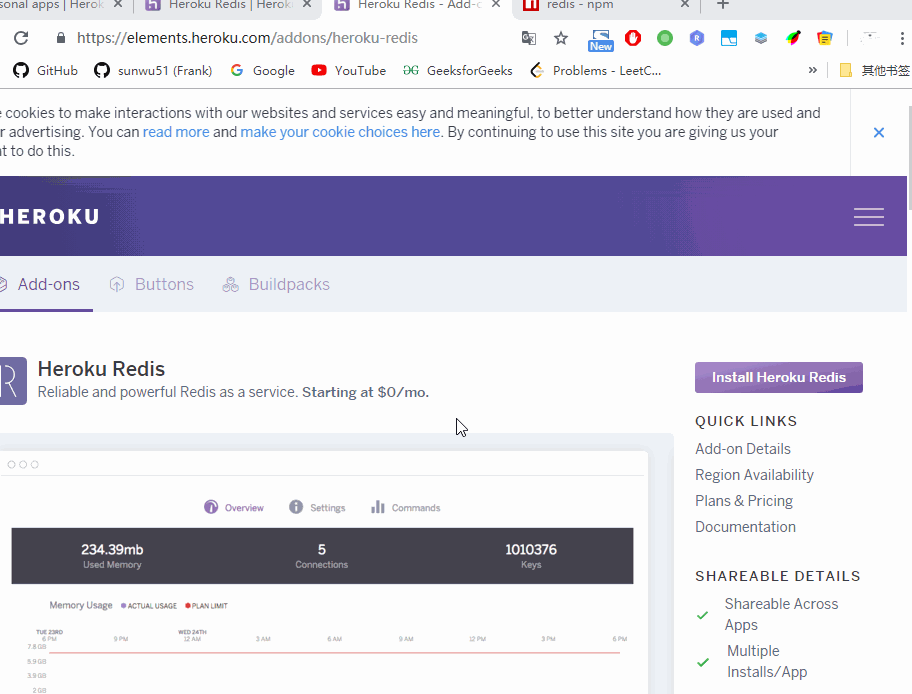 sonal apps | Herok
Heroku Redis | Herok
Heroku Redis - Add-o
redis - npm
https://elements.heroku.com/addons/heroku-redis
New
GitHub
sunwu51 (Frank)
Google
YouTube
GeeksforGeeks
Problems - LeetC...
»
其他书签
e cookies to make interactions with our websites and services easy and meaningful, to better understand how they are used and
r advertising. You can read more and make your cookie choices here. By continuing to use this site you are giving us your
nt to do this.
HEROKU
Add-ons
Buttons
Buildpacks
Heroku Redis
Reliable and powerful Redis as a service. Starting at $0/mo.
Install Heroku Redis
QUICK LINKS
Add-on Details
Region Availability
Plans & Pricing
Documentation
SHAREABLE DETAILS
Shareable Across
Apps
Multiple
Installs/App
Overview
Settings
Commands
234.39mb
5
1010376
Used Memory
Connections
Keys
Memory Usage
ACTUAL USAGE
PLAN LIMIT
TUE 23RD
WED 24TH
6 PM
9 PM
12 AM
3 AM
6 AM
9 AM
12 PM
3 PM
6 PM
7.8 GB
5.9 GB
3.9 GB
2 GB